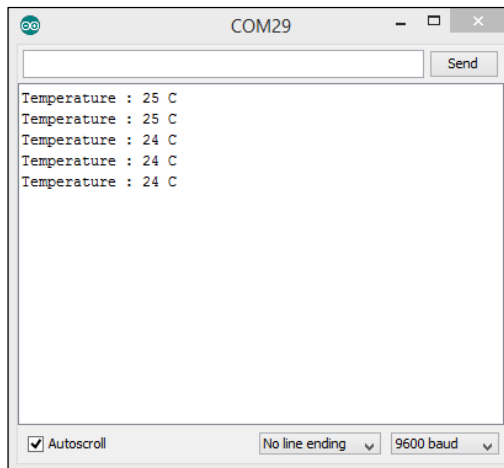 COM29
Send
Temperature : 25 C
Temperature : 25 C
Temperature : 24 C
Temperature : 24 C
Temperature : 24 C
Autoscroll
No line ending
9600 baud